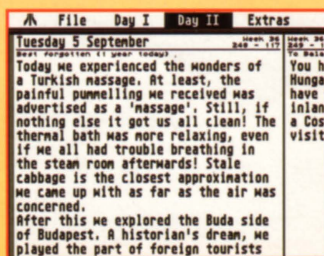 File Day I Day II Extras
Tuesday 5 September Week 36
248 - 117
Best forgotten (1 year today).
Today we experienced the wonders of
a Turkish massage. At least, the
painful pummelling we received was
advertised as a 'massage'. Still, if
nothing else it got us all clean! The
thermal bath was more relaxing, even
if we all had trouble breathing in
the steam room afterwards! Stale
cabbage is the closest approximation
we came up with as far as the air was
concerned.
After this we explored the Buda side
of Budapest. A historian's dream, we
played the part of foreign tourists
Week 36
249 - 
To Bala
You h
Hunga
have
inlan
a Cos
visit